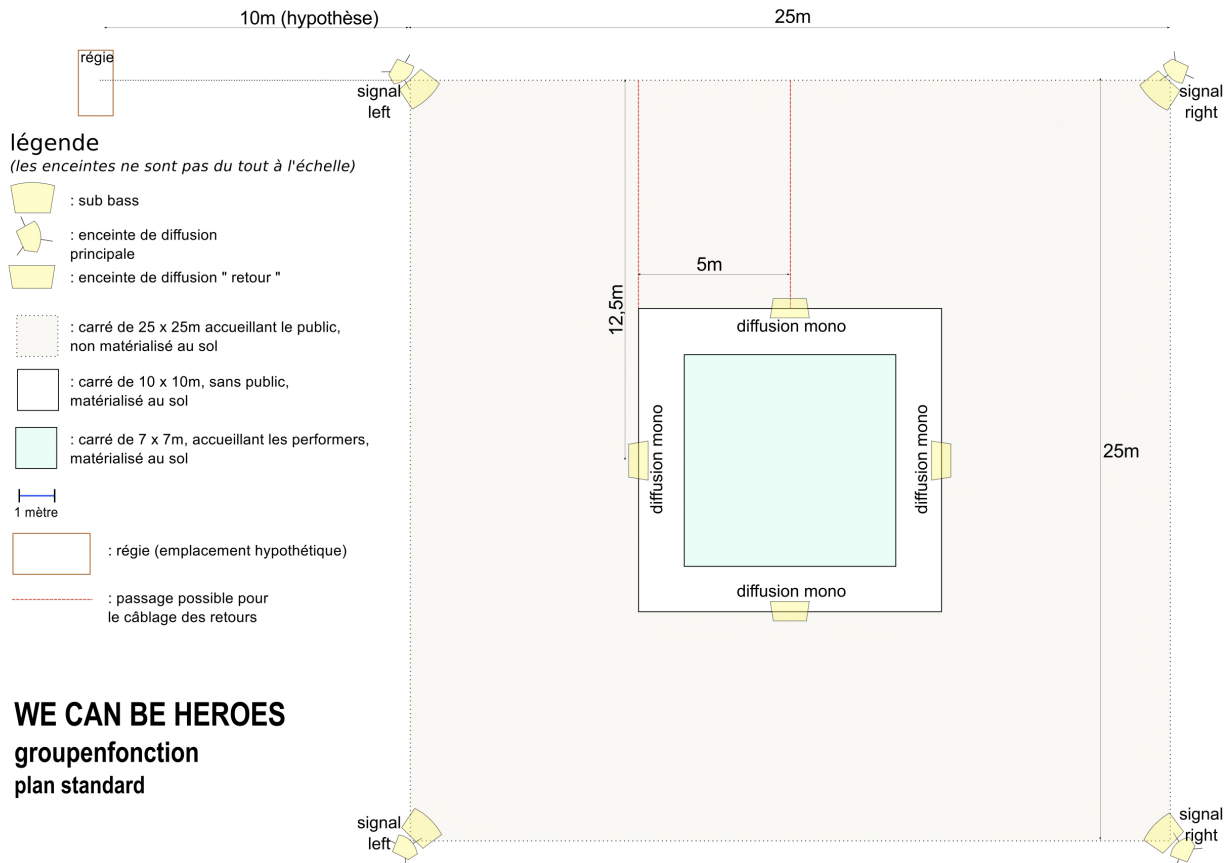 10m (hypothèse)
25m
régie
signal
left
signal
right
légende
(les enceintes ne sont pas du tout à l'échelle)
: sub bass
: enceinte de diffusion
principale
: enceinte de diffusion " retour "
: carré de 25 x 25m accueillant le public,
non matérialisé au sol
: carré de 10 x 10m, sans public,
matérialisé au sol
: carré de 7 x 7m, accueillant les performers,
matérialisé au sol
1 mètre
: régie (emplacement hypothétique)
: passage possible pour
le câblage des retours
5m
12,5m
diffusion mono
diffusion mono
diffusion mono
25m
diffusion mono
WE CAN BE HEROES
groupenfonction
plan standard
signal
left
signal
right